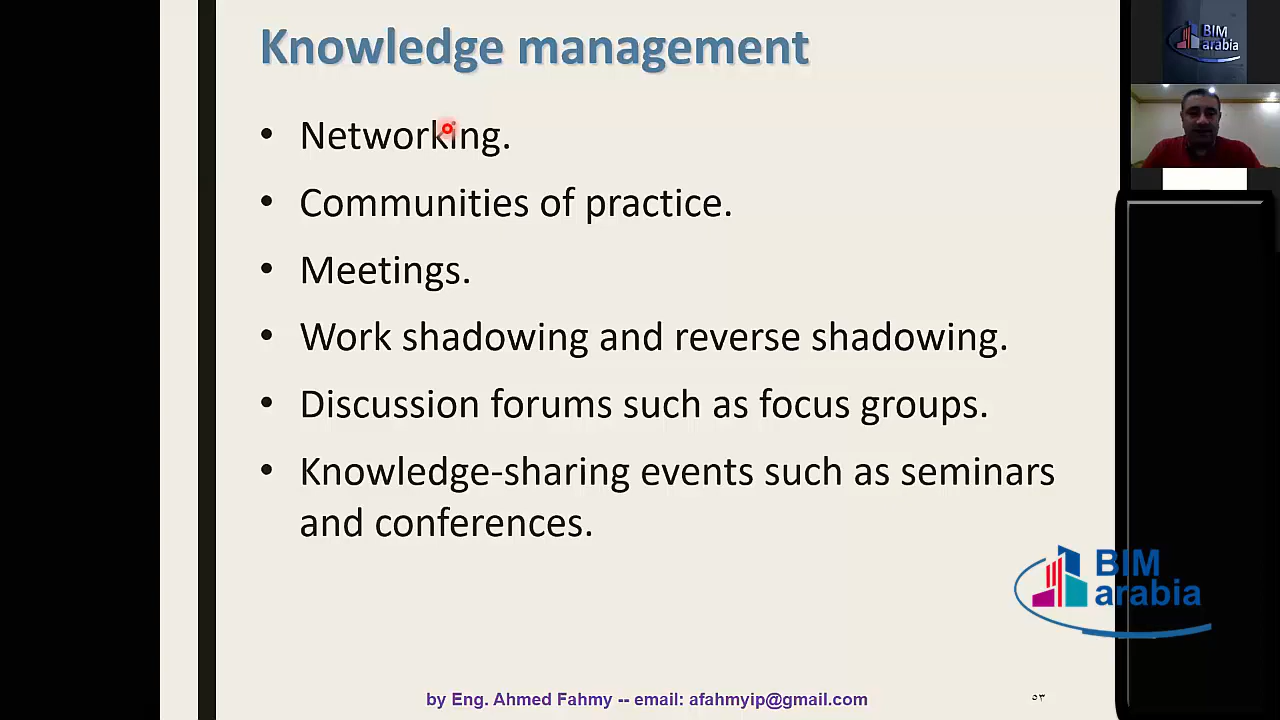 Knowledge management
• Networking.
• Communities of practice.
• Meetings.
• Work shadowing and reverse shadowing.
• Discussion forums such as focus groups.
• Knowledge-sharing events such as seminars
and conferences.
BIM
arabia
BIM
arabia
by Eng. Ahmed Fahmy -- email: afahmyip@gmail.com
٥٣